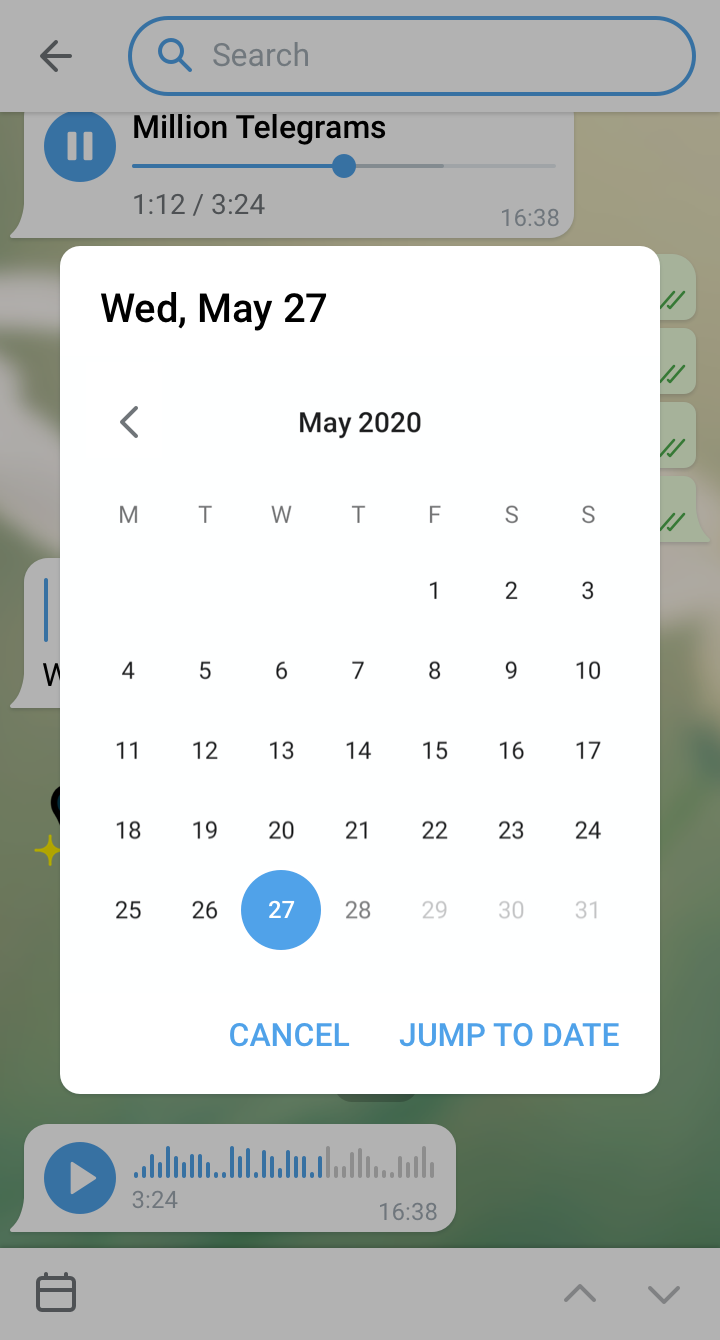 Search
Million Telegrams
1:12 / 3:24
16:38
Wed, May 27
May 2020
M T W T F S S
1 2 3
4 5 6 7 8 9 10
11 12 13 14 15 16 17
18 19 20 21 22 23 24
25 26 27 28 29 30 31
CANCEL JUMP TO DATE
3:24
16:38